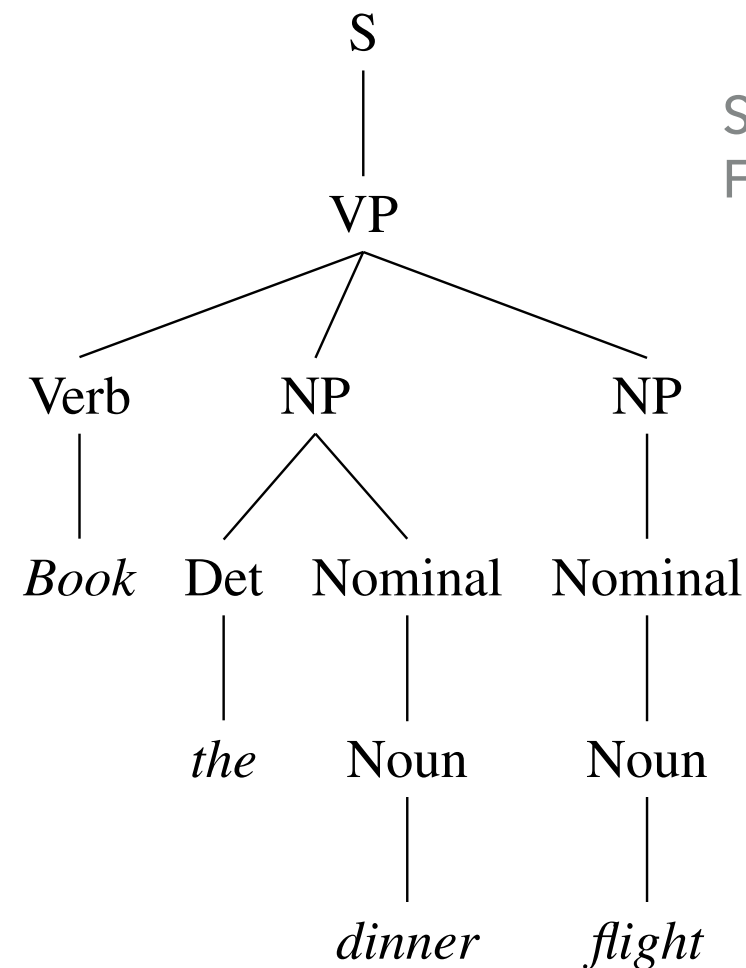 S
VP
Verb NP NP
Book Det Nominal Nominal
the Noun Noun
dinner flight